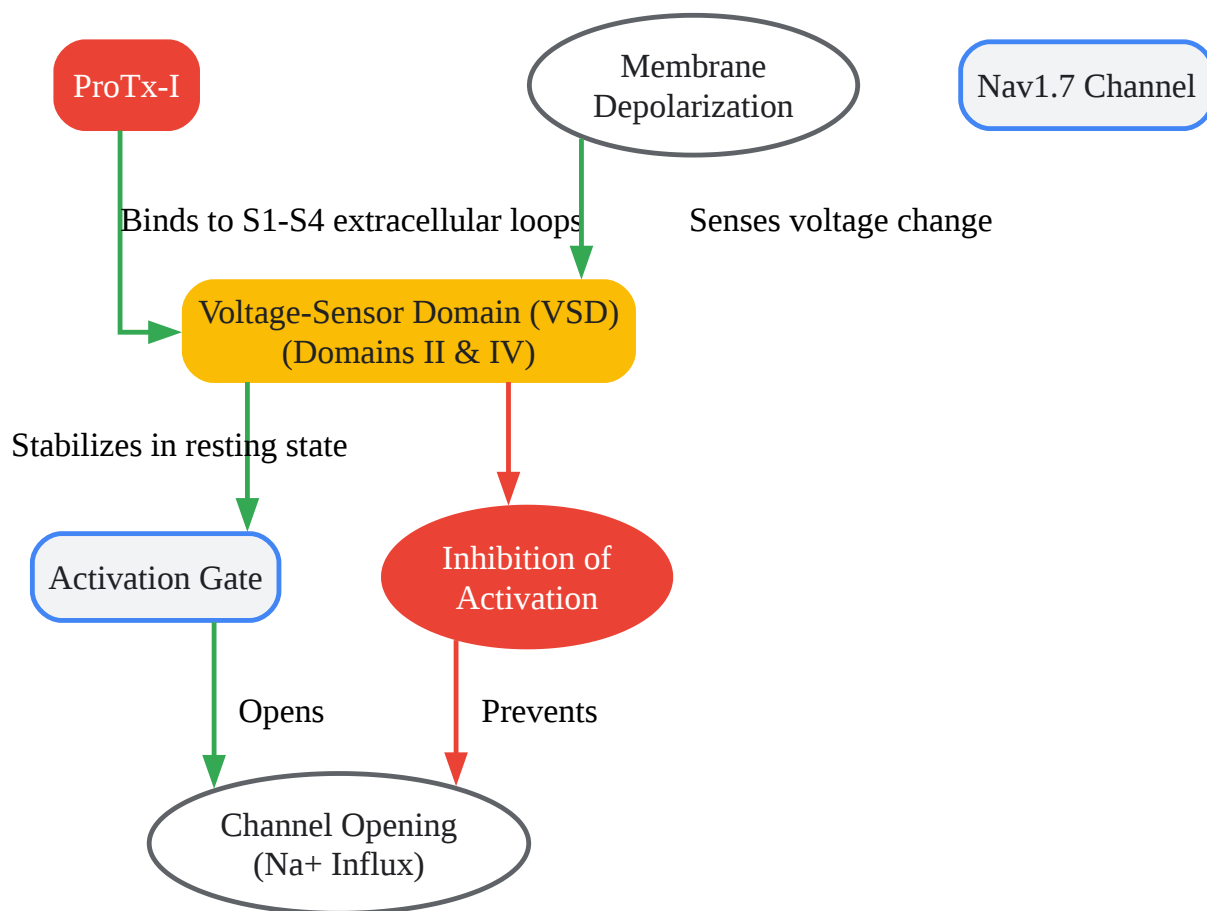 ProTx-I
Membrane
Depolarization
Nav1.7 Channel
Binds to S1-S4 extracellular loops
Senses voltage change
Voltage-Sensor Domain (VSD)
(Domains II & IV)
Stabilizes in resting state
Activation Gate
Inhibition of
Activation
Opens
Prevents
Channel Opening
(Na+ Influx)